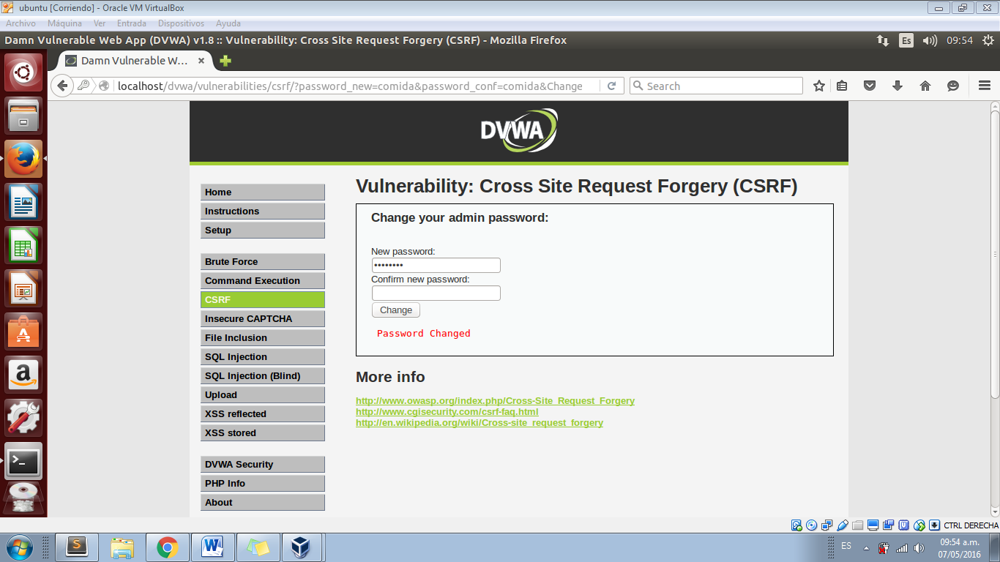 ubuntu [Corriendo] - Oracle VM VirtualBox
Archivo Máquina Ver Entrada Dispositivos Ayuda
Damn Vulnerable Web App (DVWA) v1.8 :: Vulnerability: Cross Site Request Forgery (CSRF) - Mozilla Firefox
Es
09:54
Damn Vulnerable W...
localhost/dvwa/vulnerabilities/csrf/?password_new=comida&password_conf=comida&Change
Search
DVWA
Home
Instructions
Setup
Brute Force
Command Execution
CSRF
Insecure CAPTCHA
File Inclusion
SQL Injection
SQL Injection (Blind)
Upload
XSS reflected
XSS stored
DVWA Security
PHP Info
About
Vulnerability: Cross Site Request Forgery (CSRF)
Change your admin password:
New password:
••••••••
Confirm new password:
Change
Password Changed
More info
http://www.owasp.org/index.php/Cross-Site_Request_Forgery
http://www.cgisecurity.com/csrf-faq.html
http://en.wikipedia.org/wiki/Cross-site_request_forgery
CTRL DERECHA
ES
09:54 a.m.
07/05/2016